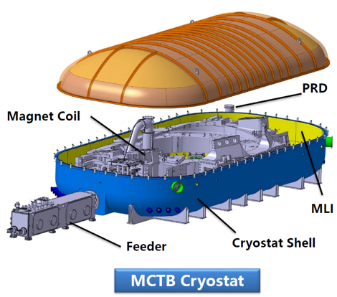 PRD
Magnet Coil
MLI
Cryostat Shell
Feeder
MCTB Cryostat